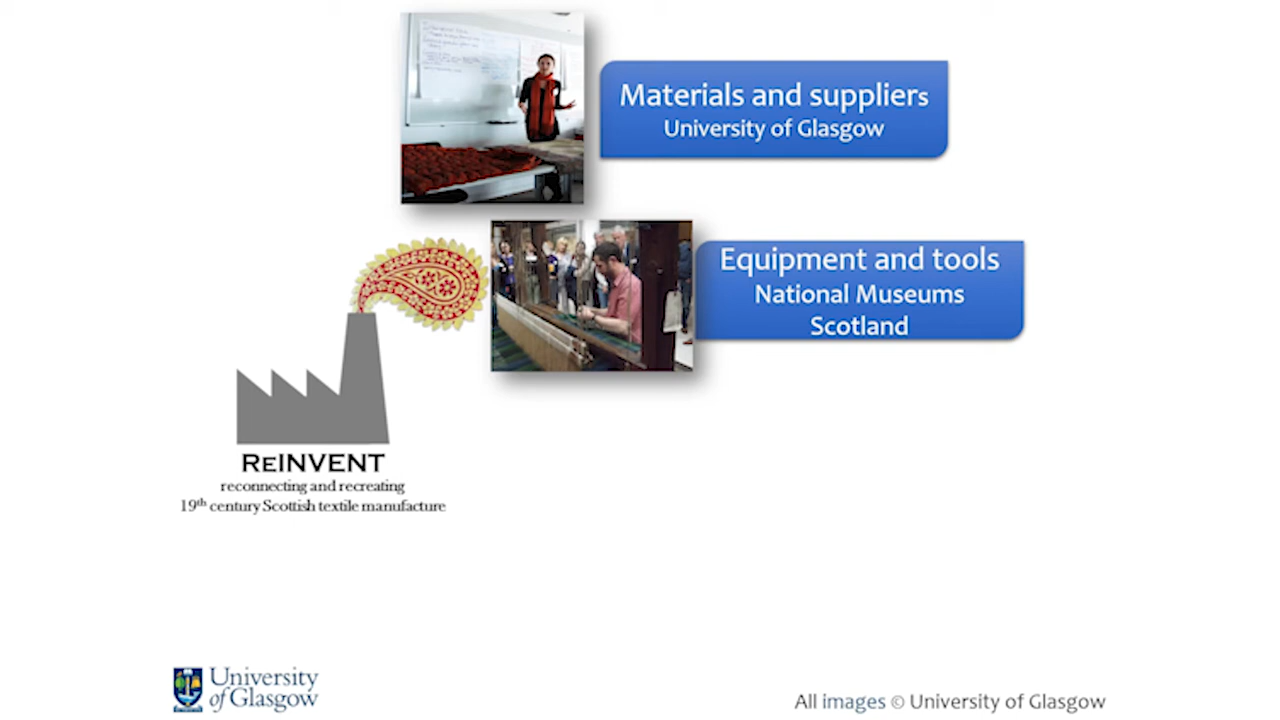 Materials and suppliers
University of Glasgow
Equipment and tools
National Museums
Scotland
REINVENT
reconnecting and recreating
19th century Scottish textile manufacture
University
of Glasgow
All images © University of Glasgow